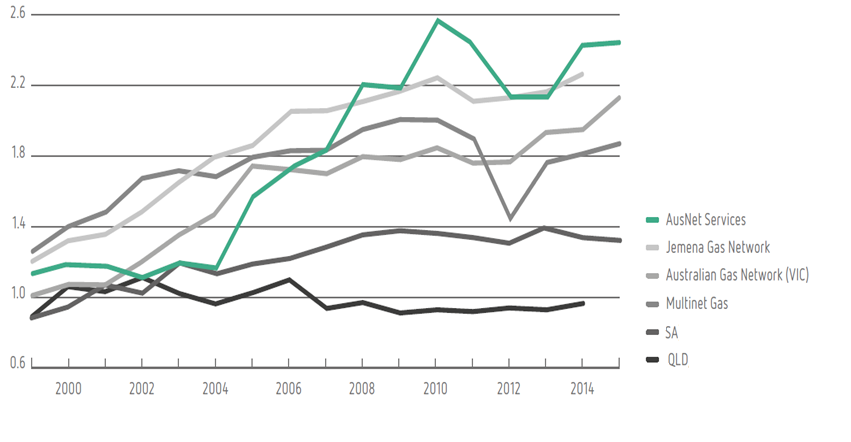 2.6
2.2
1.8
1.4
1.0
0.6
2000 2002 2004 2006 2008 2010 2012 2014
AusNet Services
Jemena Gas Network
Australian Gas Network (VIC)
Multinet Gas
SA
QLD